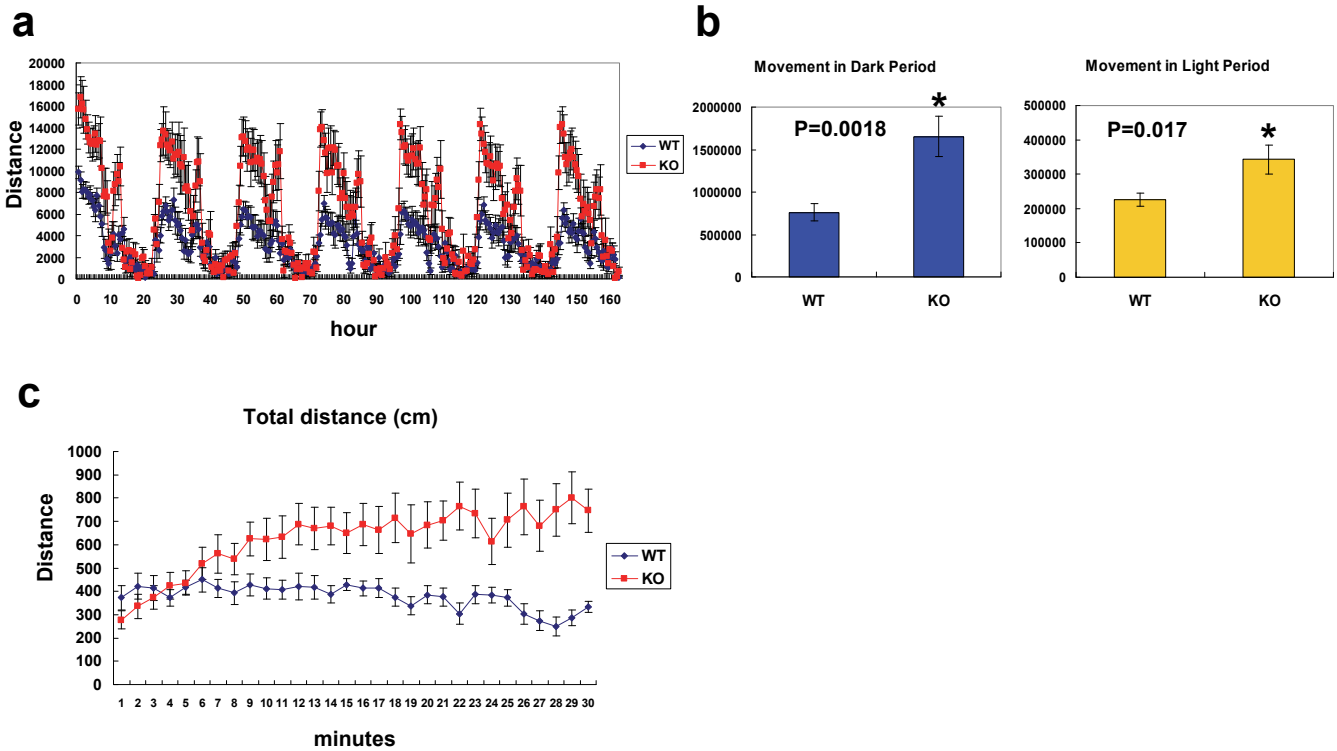 a
20000
18000
16000
14000
12000
10000
8000
6000
4000
2000
0
Distance
0 10 20 30 40 50 60 70 80 90 100 110 120 130 140 150 160
hour
WT
KO
b
Movement in Dark Period
2000000
1500000
1000000
500000
0
P=0.0018
*
WT KO
Movement in Light Period
500000
400000
300000
200000
100000
0
P=0.017
*
WT KO
c
Total distance (cm)
1000
900
800
700
600
500
400
300
200
100
0
Distance
1 2 3 4 5 6 7 8 9 10 11 12 13 14 15 16 17 18 19 20 21 22 23 24 25 26 27 28 29 30
minutes
WT
KO